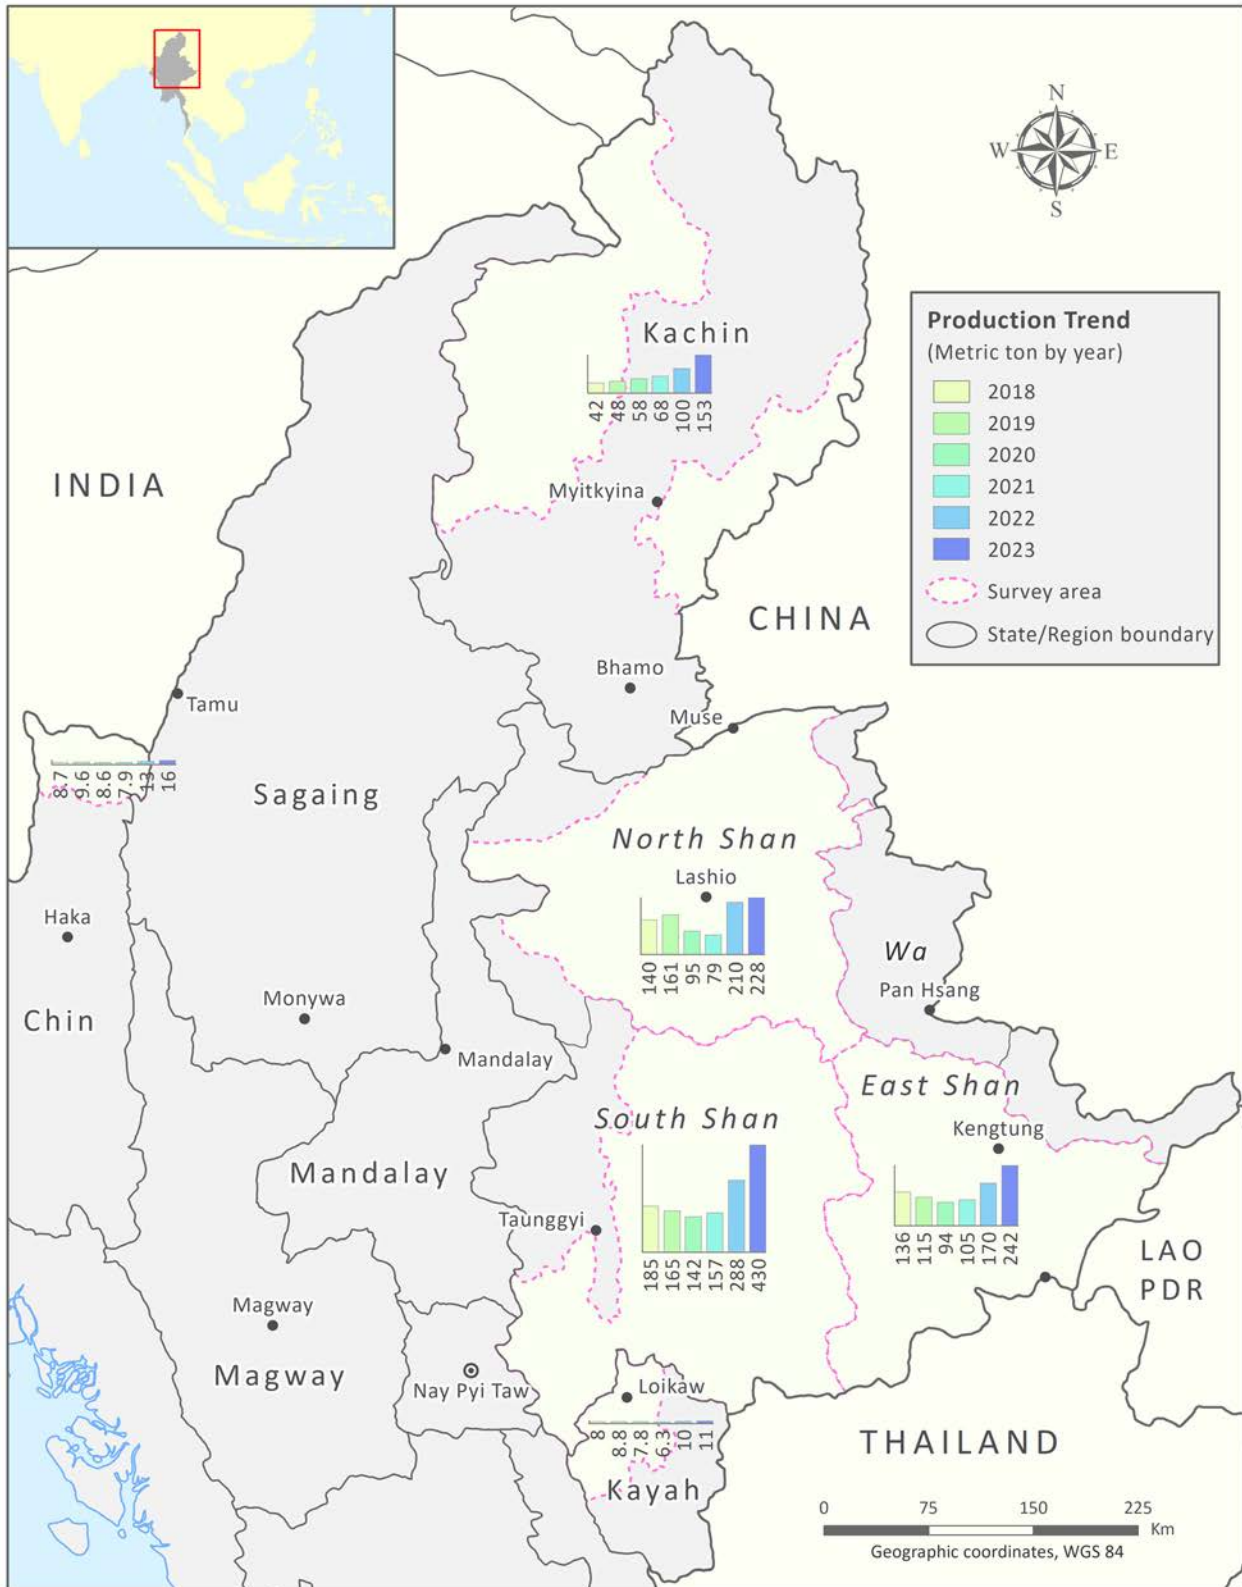 N
W E
S
Production Trend
(Metric ton by year)
2018
2019
2020
2021
2022
2023
Survey area
State/Region boundary
Kachin
42 48 58 68 100 153
INDIA
Myitkyina
CHINA
Bhamo
Tamu
Muse
8.7 9.6 8.6 7.9 13 16
Sagaing
North Shan
Lashio
Haka
140 161 95 79 210 228
Wa
Pan Hsang
Monywa
Chin
Mandalay
East Shan
South Shan
Kengtung
Mandalay
Taunggyi
136 115 94 105 170 242
185 165 142 157 288 430
LAO
PDR
Magway
Magway
Nay Pyi Taw
Loikaw
8 8.8 7.8 6.3 10 11
THAILAND
Kayah
0 75 150 225
Km
Geographic coordinates, WGS 84